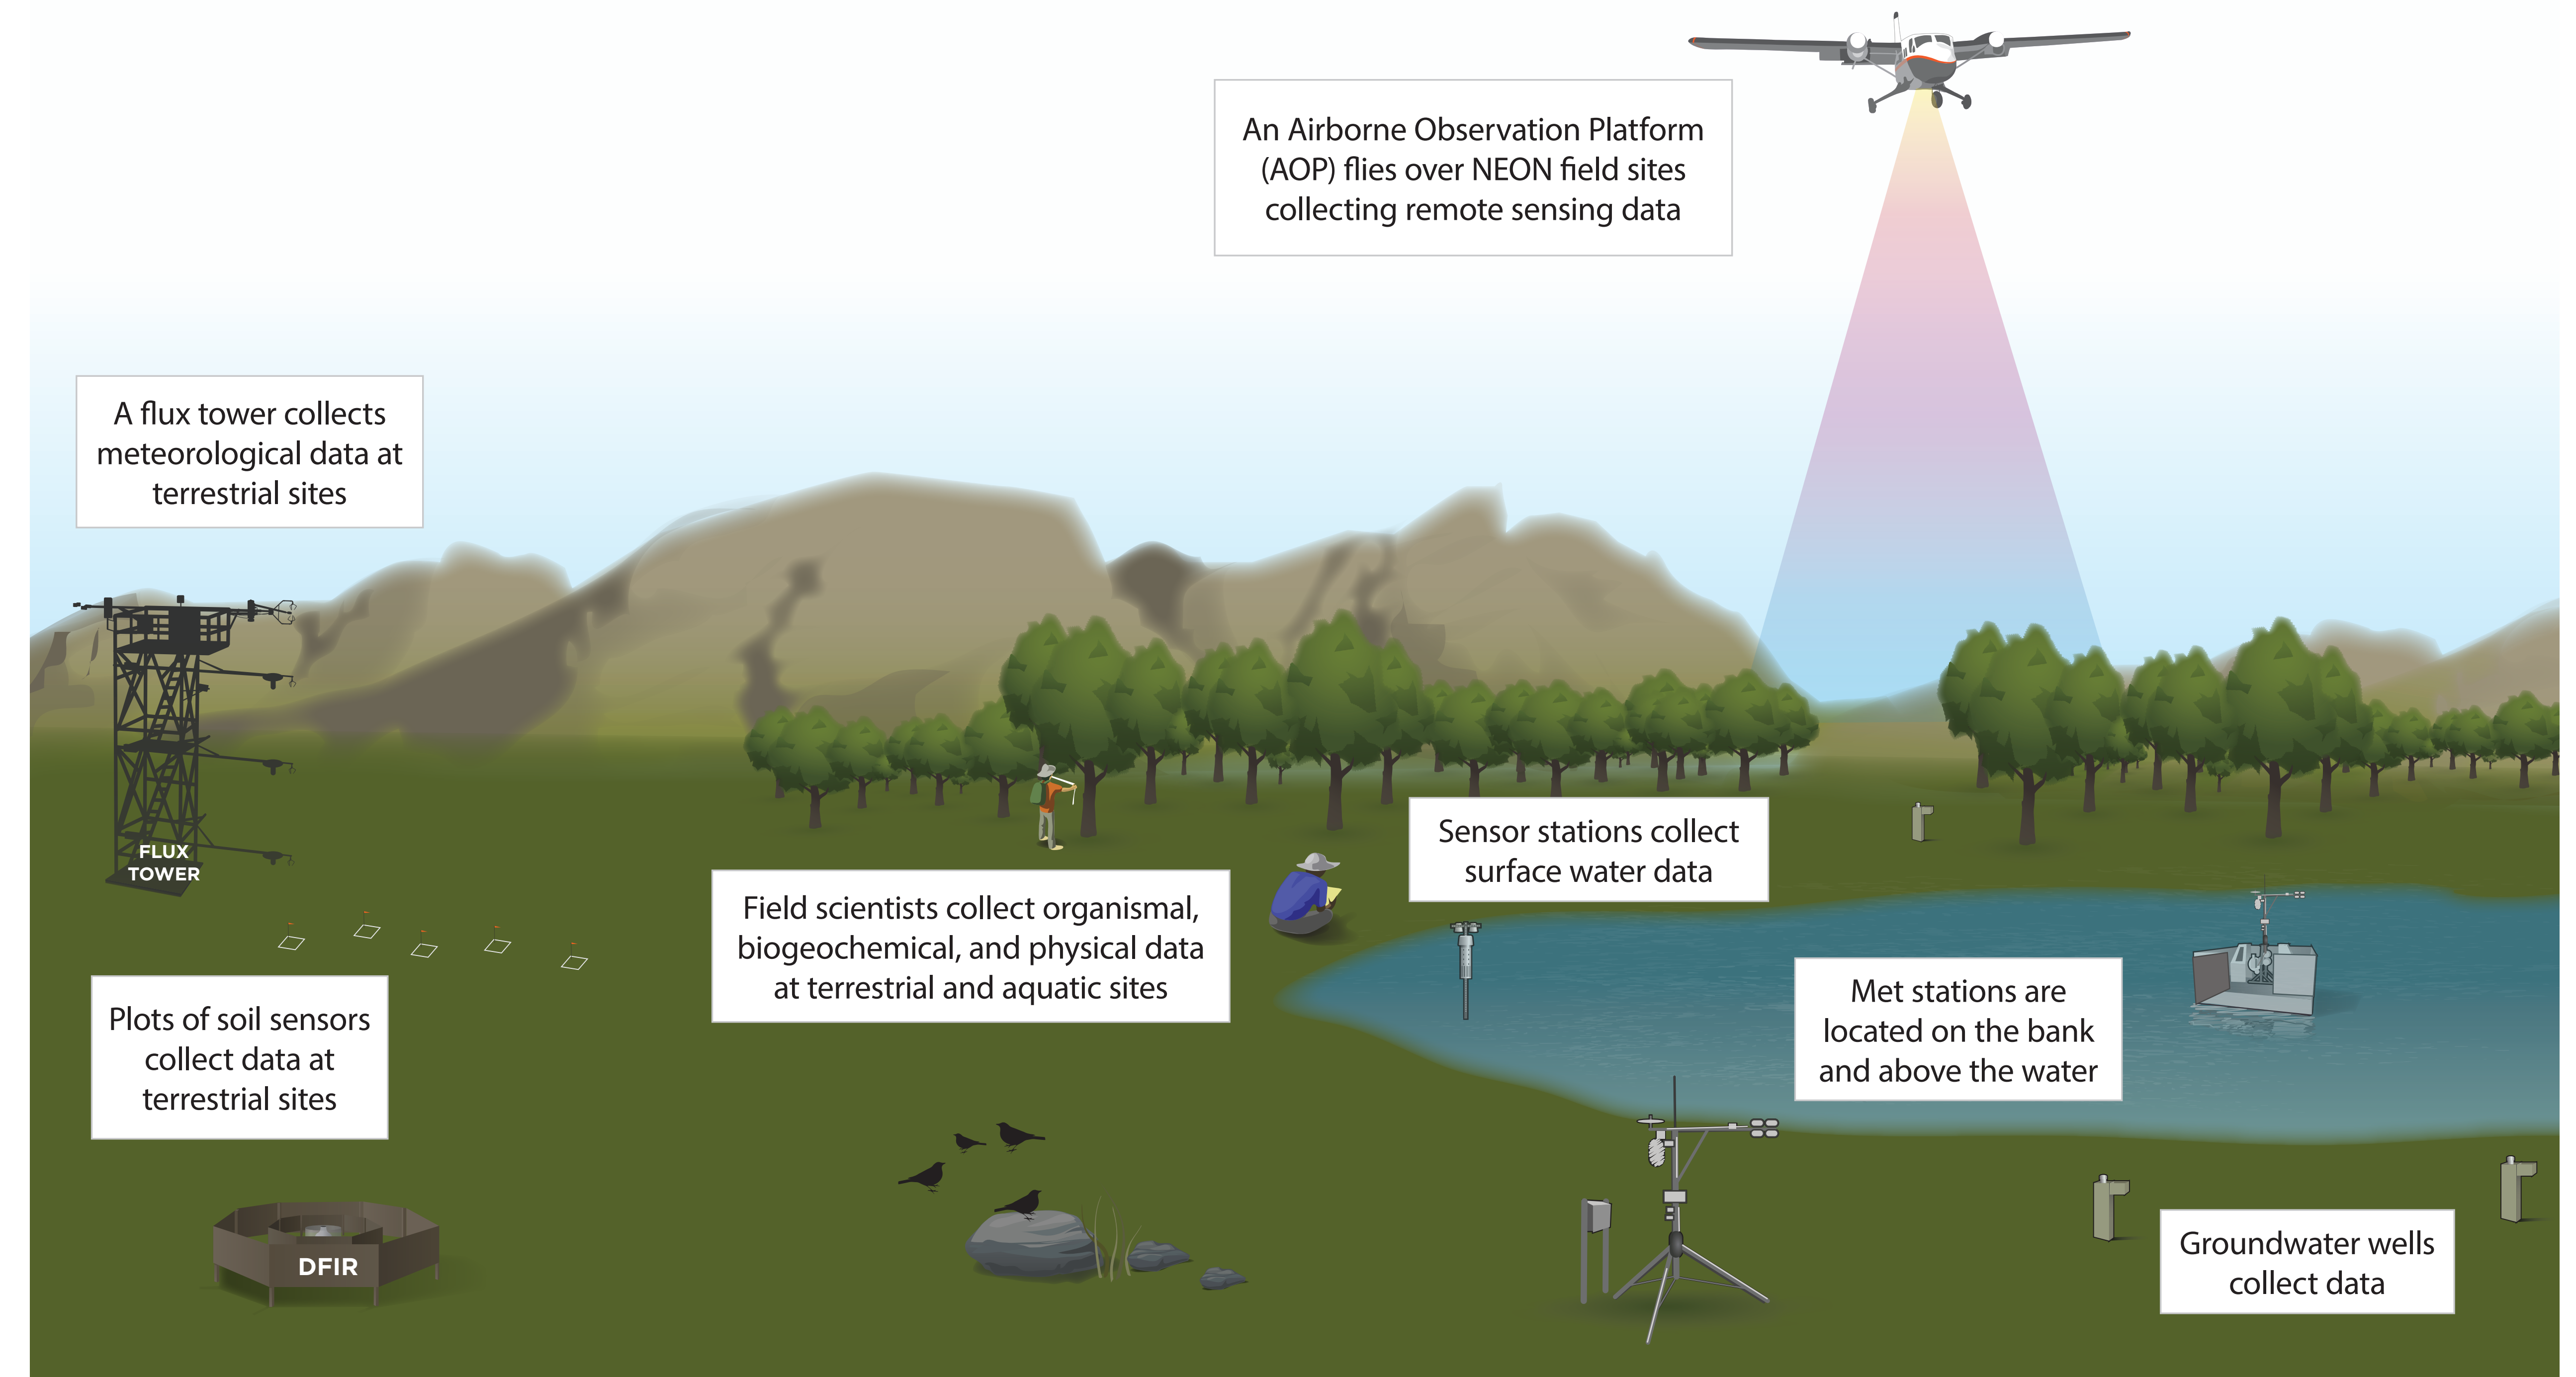 An Airborne Observation Platform
(AOP) flies over NEON field sites
collecting remote sensing data
A flux tower collects
meteorological data at
terrestrial sites
FLUX
TOWER
Sensor stations collect
surface water data
Field scientists collect organismal,
biogeochemical, and physical data
at terrestrial and aquatic sites
Met stations are
located on the bank
and above the water
Plots of soil sensors
collect data at
terrestrial sites
DFIR
Groundwater wells
collect data